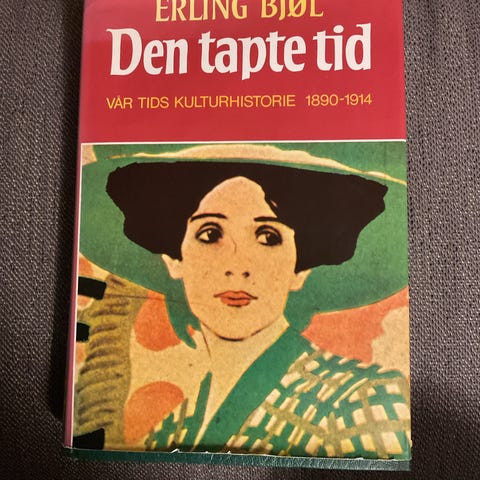 ERLING BJØL
Den tapte tid
VÅR TIDS KULTURHISTORIE 1890-1914